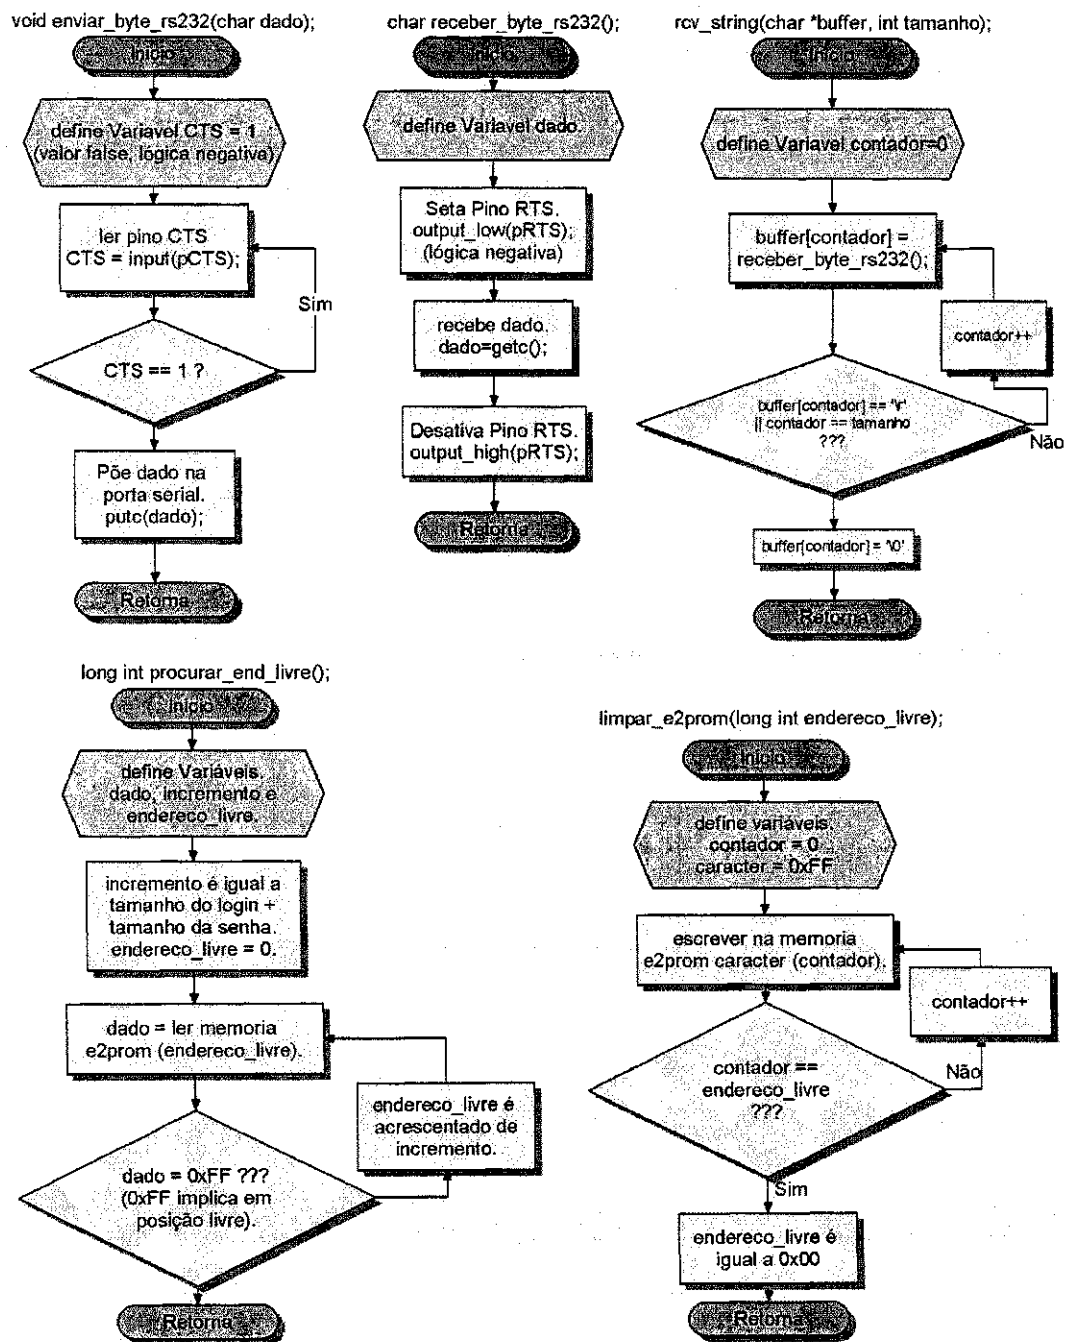 void enviar_byte_rs232(char dado);
Início
define Variavel CTS = 1
(valor false, lógica negativa)
ler pino CTS
CTS = input(pCTS);
Sim
CTS == 1 ?
Põe dado na
porta serial.
putc(dado);
Retorna
char receber_byte_rs232();
Início
define Variavel dado.
Seta Pino RTS.
output_low(pRTS);
(lógica negativa)
recebe dado.
dado=getc();
Desativa Pino RTS.
output_high(pRTS);
Retorna
rcv_string(char *buffer, int tamanho);
Início
define Variavel contador=0
buffer[contador] =
receber_byte_rs232();
contador++
buffer[contador] == '\r'
|| contador == tamanho
???
Não
buffer[contador] = '\0'
Retorna
long int procurar_end_livre();
Início
define Variáveis.
dado, incremento e
endereco_livre.
incremento é igual a
tamanho do login +
tamanho da senha.
endereco_livre = 0.
dado = ler memoria
e2prom (endereco_livre).
endereco_livre é
acrescentado de
incremento.
dado = 0xFF ???
(0xFF implica em
posição livre).
Retorna
limpar_e2prom(long int endereco_livre);
Início
define variáveis.
contador = 0
caracter = 0xFF
escrever na memoria
e2prom caracter (contador).
contador++
Não
contador ==
endereco_livre
???
Sim
endereco_livre é
igual a 0x00
Retorna